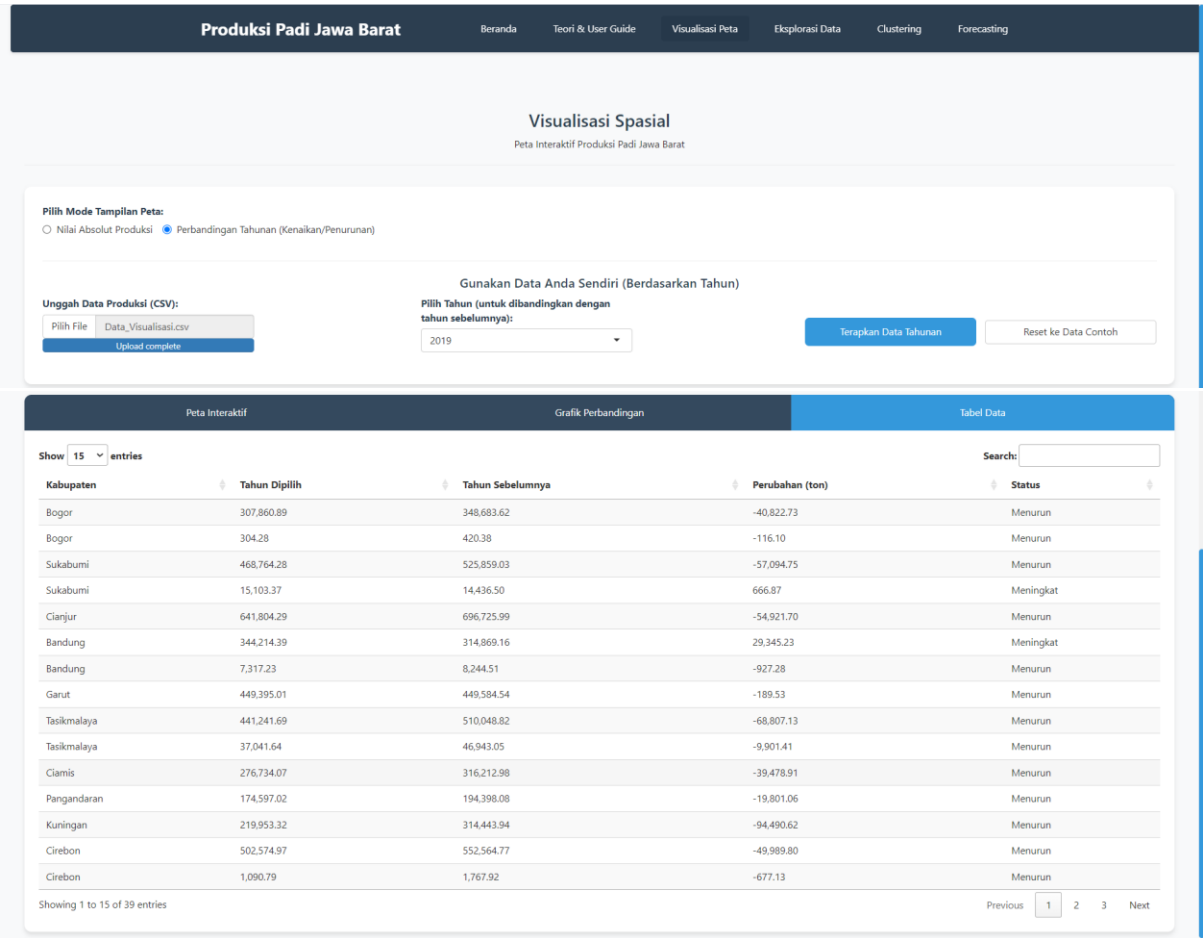 Produksi Padi Jawa Barat Beranda Teori & User Guide Visualisasi Peta Eksplorasi Data Clustering Forecasting
Visualisasi Spasial
Peta Interaktif Produksi Padi Jawa Barat
Pilih Mode Tampilan Peta:
Nilai Absolut Produksi Perbandingan Tahunan (Kenaikan/Penurunan)
Gunakan Data Anda Sendiri (Berdasarkan Tahun)
Unggah Data Produksi (CSV):
Pilih File Data_Visualisasi.csv
Upload complete
Pilih Tahun (untuk dibandingkan dengan
tahun sebelumnya):
2019
Terapkan Data Tahunan Reset ke Data Contoh
Peta Interaktif Grafik Perbandingan Tabel Data
Show 15 entries Search:
Kabupaten Tahun Dipilih Tahun Sebelumnya Perubahan (ton) Status
Bogor 307,860.89 348,683.62 -40,822.73 Menurun
Bogor 304.28 420.38 -116.10 Menurun
Sukabumi 468,764.28 525,859.03 -57,094.75 Menurun
Sukabumi 15,103.37 14,436.50 666.87 Meningkat
Cianjur 641,804.29 696,725.99 -54,921.70 Menurun
Bandung 344,214.39 314,869.16 29,345.23 Meningkat
Bandung 7,317.23 8,244.51 -927.28 Menurun
Garut 449,395.01 449,584.54 -189.53 Menurun
Tasikmalaya 441,241.69 510,048.82 -68,807.13 Menurun
Tasikmalaya 37,041.64 46,943.05 -9,901.41 Menurun
Ciamis 276,734.07 316,212.98 -39,478.91 Menurun
Pangandaran 174,597.02 194,398.08 -19,801.06 Menurun
Kuningan 219,953.32 314,443.94 -94,490.62 Menurun
Cirebon 502,574.97 552,564.77 -49,989.80 Menurun
Cirebon 1,090.79 1,767.92 -677.13 Menurun
Showing 1 to 15 of 39 entries Previous 1 2 3 Next